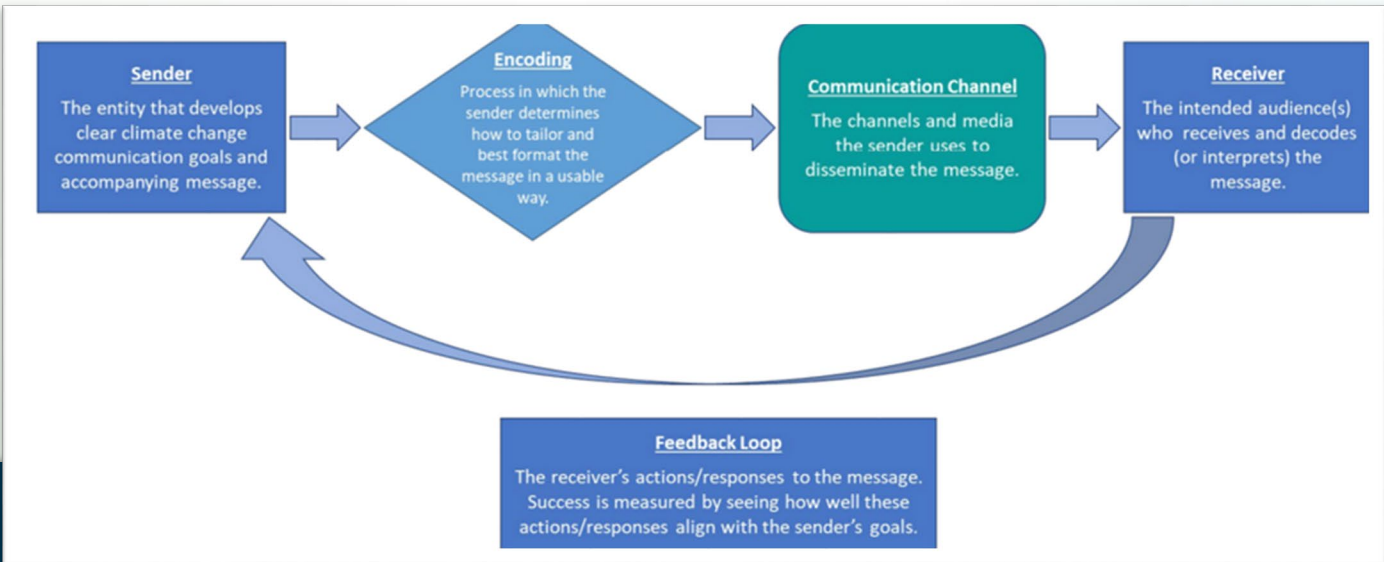 Sender
The entity that develops
clear climate change
communication goals and
accompanying message.
Encoding
Process in which the
sender determines
how to tailor and
best format the
message in a usable
way.
Communication Channel
The channels and media
the sender uses to
disseminate the message.
Receiver
The intended audience(s)
who receives and decodes
(or interprets) the
message.
Feedback Loop
The receiver's actions/responses to the message.
Success is measured by seeing how well these
actions/responses align with the sender's goals.